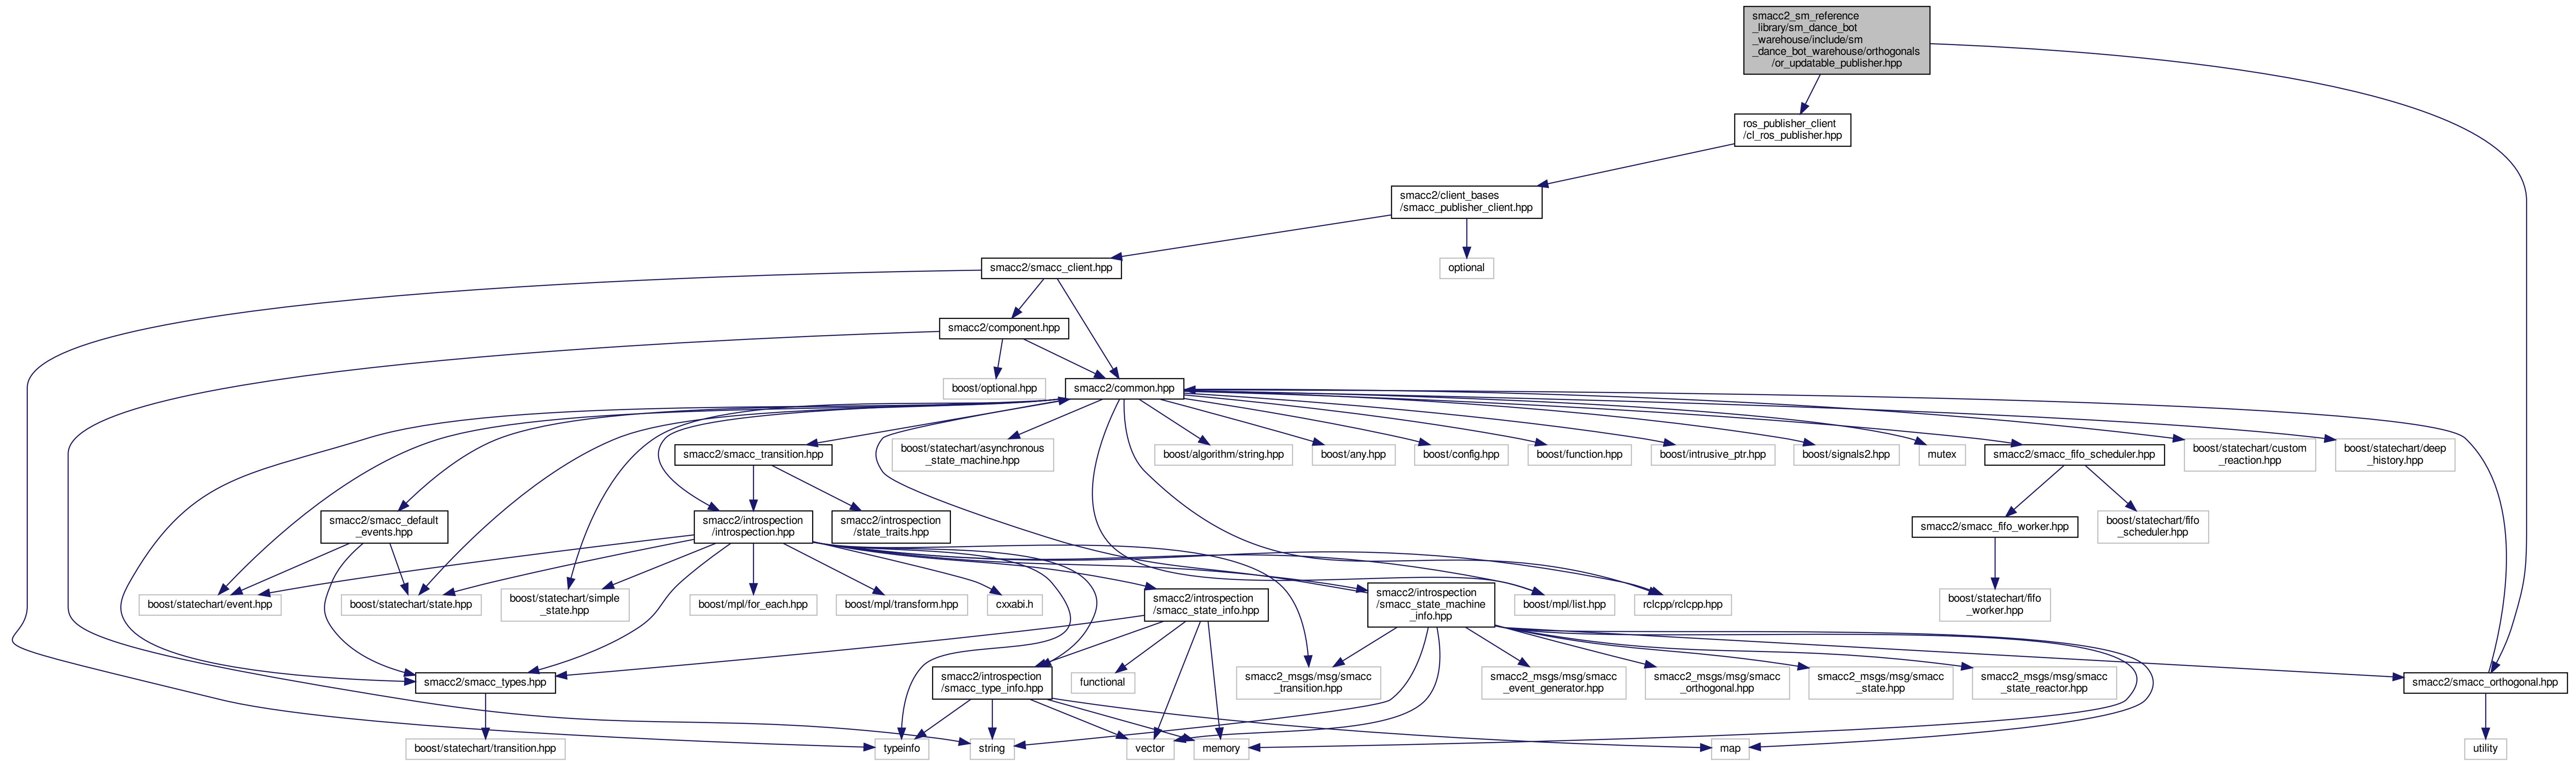 smacc2_sm_reference
_library/sm_dance_bot
_warehouse/include/sm
_dance_bot_warehouse/orthogonals
/or_updatable_publisher.hpp
ros_publisher_client
/cl_ros_publisher.hpp
smacc2/client_bases
/smacc_publisher_client.hpp
smacc2/smacc_client.hpp
optional
smacc2/component.hpp
boost/optional.hpp
smacc2/common.hpp
smacc2/smacc_transition.hpp
boost/statechart/asynchronous
_state_machine.hpp
boost/algorithm/string.hpp
boost/any.hpp
boost/config.hpp
boost/function.hpp
boost/intrusive_ptr.hpp
boost/signals2.hpp
mutex
smacc2/smacc_fifo_scheduler.hpp
boost/statechart/custom
_reaction.hpp
boost/statechart/deep
_history.hpp
smacc2/smacc_default
_events.hpp
smacc2/introspection
/introspection.hpp
smacc2/introspection
/state_traits.hpp
smacc2/smacc_fifo_worker.hpp
boost/statechart/fifo
_scheduler.hpp
boost/statechart/event.hpp
boost/statechart/state.hpp
boost/statechart/simple
_state.hpp
boost/mpl/for_each.hpp
boost/mpl/transform.hpp
cxxabi.h
smacc2/introspection
/smacc_state_info.hpp
smacc2/introspection
/smacc_state_machine
_info.hpp
boost/mpl/list.hpp
rclcpp/rclcpp.hpp
boost/statechart/fifo
_worker.hpp
smacc2/smacc_types.hpp
smacc2/introspection
/smacc_type_info.hpp
functional
smacc2_msgs/msg/smacc
_transition.hpp
smacc2_msgs/msg/smacc
_event_generator.hpp
smacc2_msgs/msg/smacc
_orthogonal.hpp
smacc2_msgs/msg/smacc
_state.hpp
smacc2_msgs/msg/smacc
_state_reactor.hpp
smacc2/smacc_orthogonal.hpp
boost/statechart/transition.hpp
typeinfo
string
vector
memory
map
utility